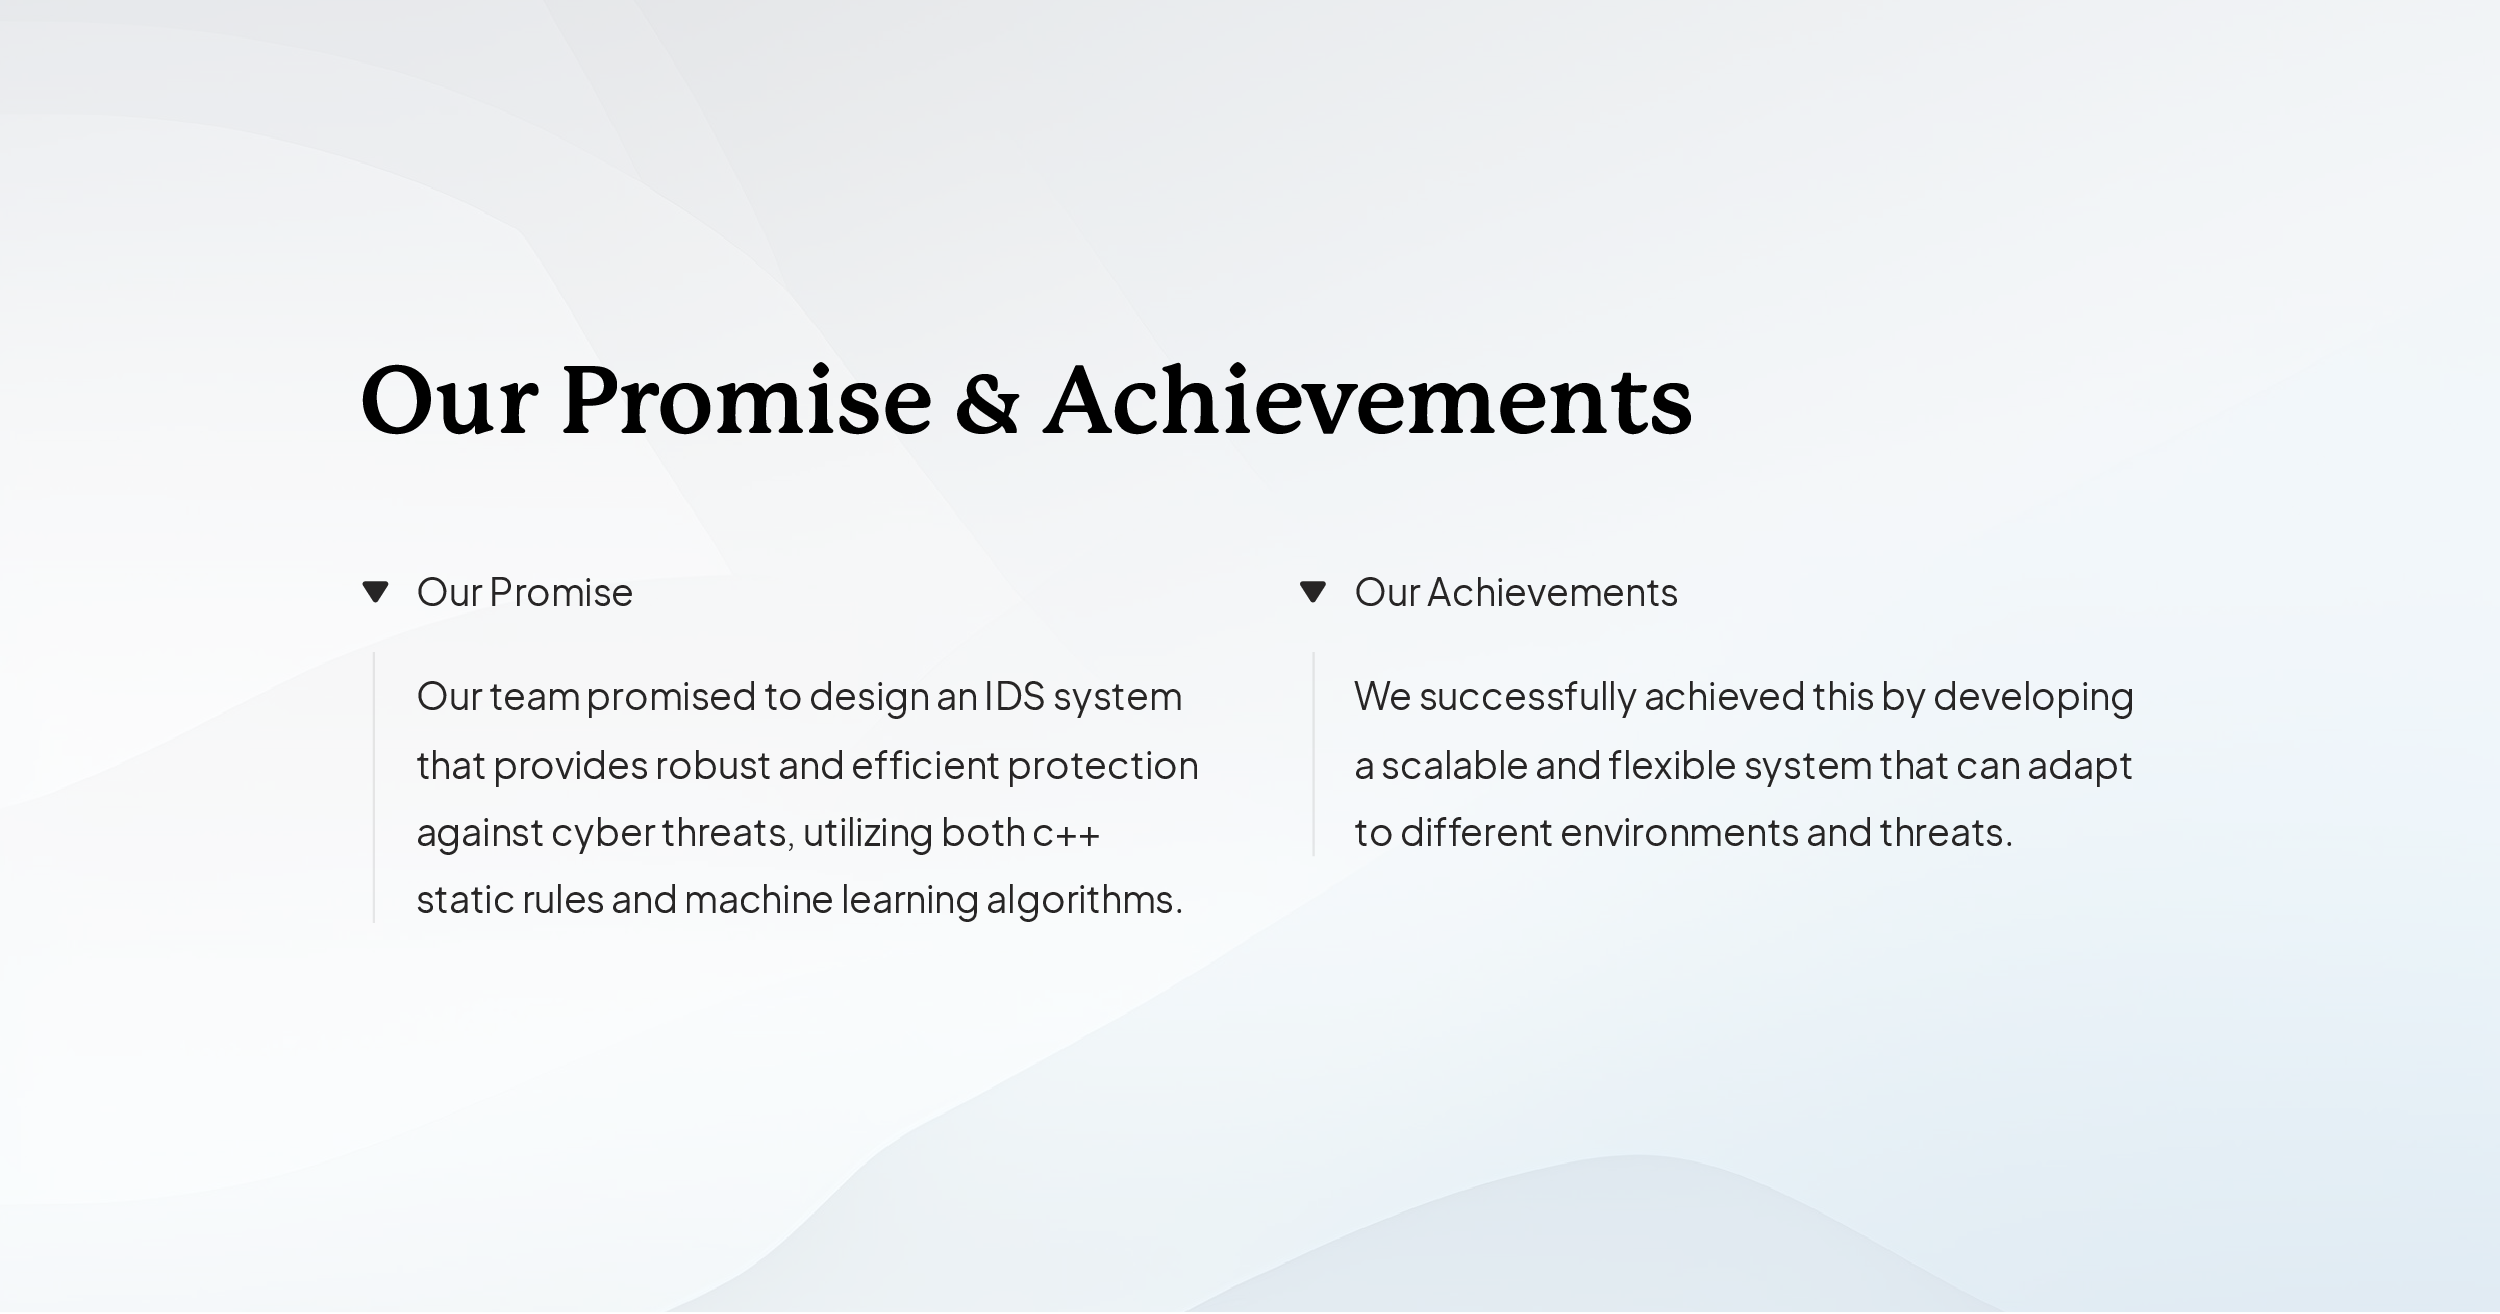 Our Promise & Achievements
Our Promise
Our team promised to design an IDS system
that provides robust and efficient protection
against cyber threats, utilizing both c++
static rules and machine learning algorithms.
Our Achievements
We successfully achieved this by developing
a scalable and flexible system that can adapt
to different environments and threats.